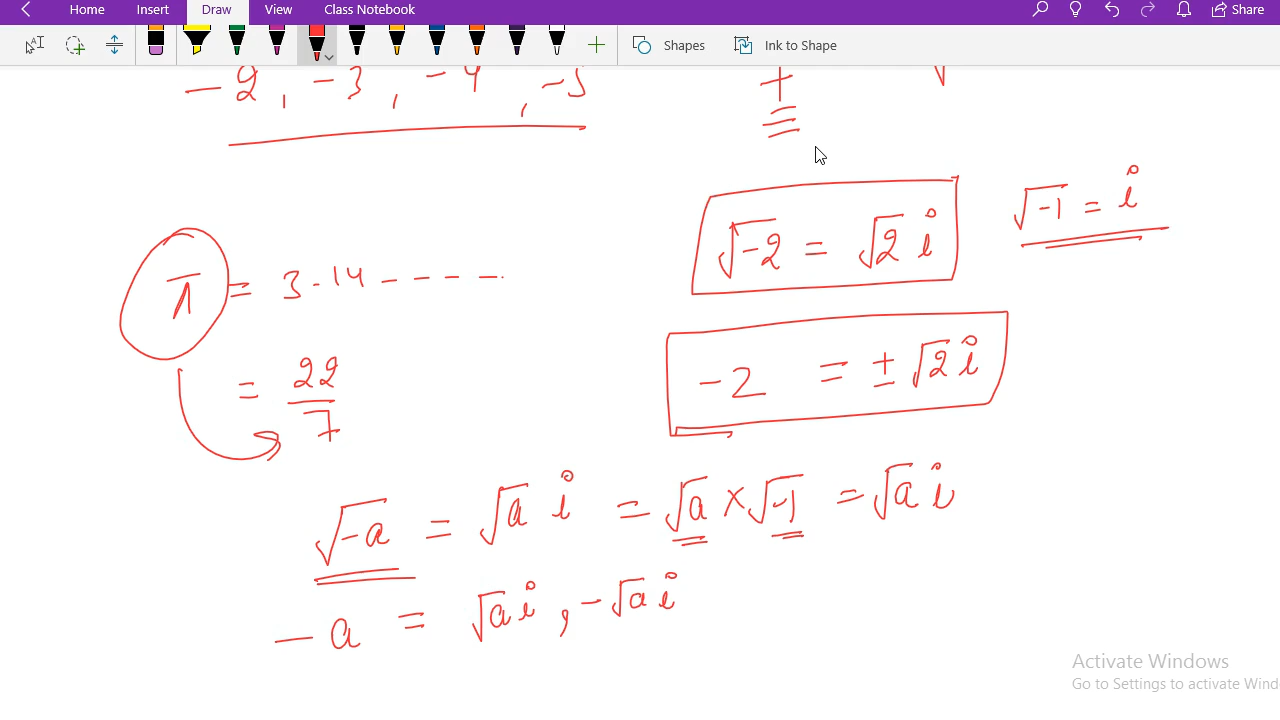 Home Insert Draw View Class Notebook Share
Shapes Ink to Shape
-2, -3, -4, -5 +
√-2 = √2 i √-1 = i
π = 3.14 - - - - -
-2 = ± √2 i
= 22/7
√-a = √a i = √a × √-1 = √a i
-a = √a i, -√a i
Activate Windows
Go to Settings to activate Wind